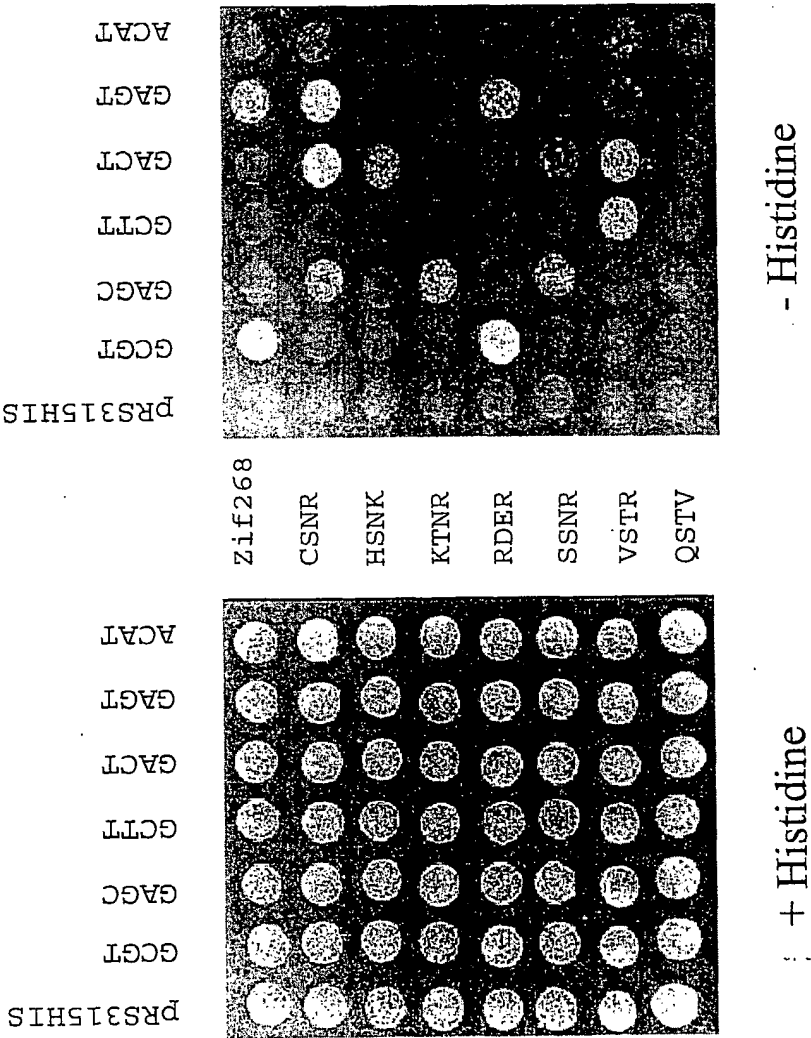 ACAT
GAGT
GACT
GCTT
GAGC
GCGT
pRS315HIS
- Histidine
Zif268
CSNR
HSNK
KTNR
RDER
SSNR
VSTR
QSTV
ACAT
GAGT
GACT
GCTT
GAGC
GCGT
pRS315HIS
+ Histidine